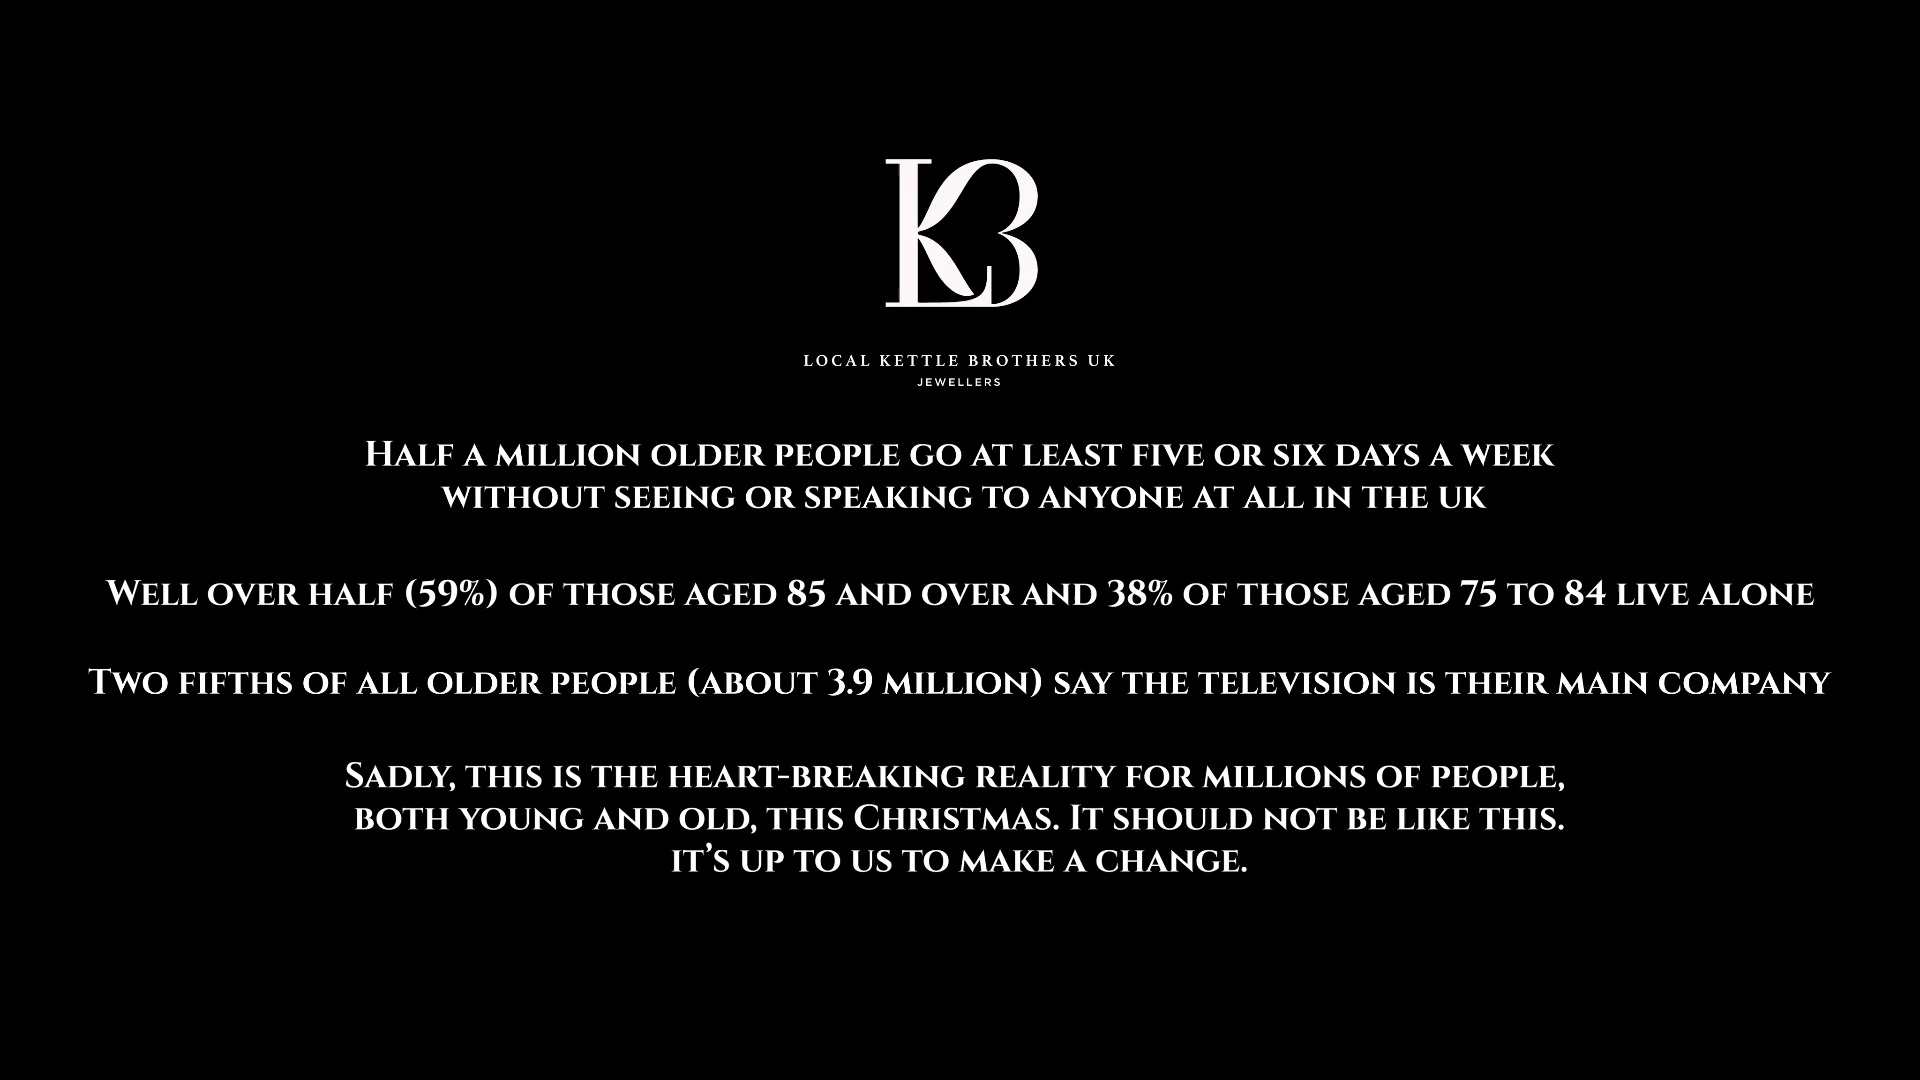 LKB
LOCAL KETTLE BROTHERS UK
JEWELLERS
Half a million older people go at least five or six days a week
without seeing or speaking to anyone at all in the uk
Well over half (59%) of those aged 85 and over and 38% of those aged 75 to 84 live alone
Two fifths of all older people (about 3.9 million) say the television is their main company
Sadly, this is the heart-breaking reality for millions of people,
both young and old, this Christmas. It should not be like this.
it’s up to us to make a change.